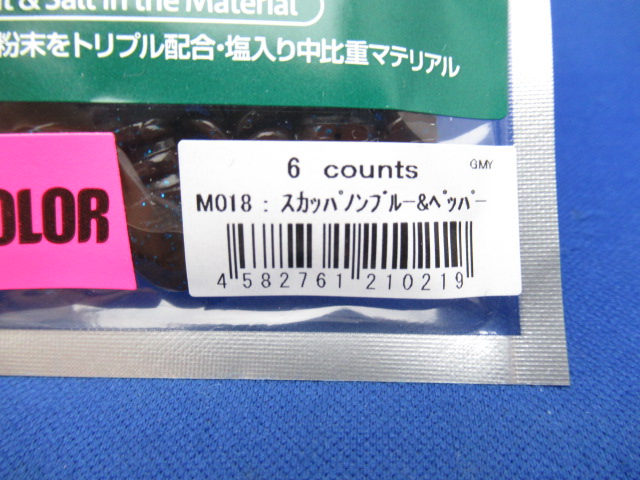 & Salt in the Material
粉末をトリプル配合・塩入り中比重マテリアル
OLOR
6 counts
GMY
M018 : スカッパノンブルー&ペッパー
4 582761 210219